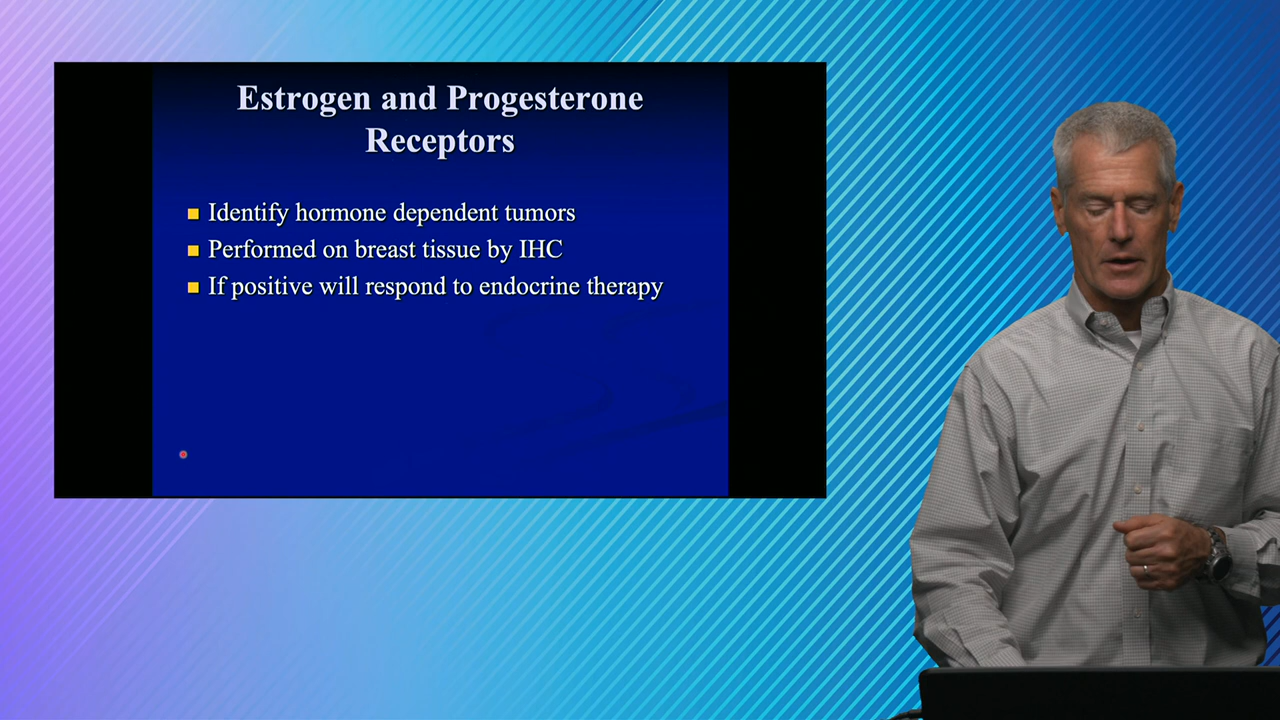 Estrogen and Progesterone
Receptors
Identify hormone dependent tumors
Performed on breast tissue by IHC
If positive will respond to endocrine therapy